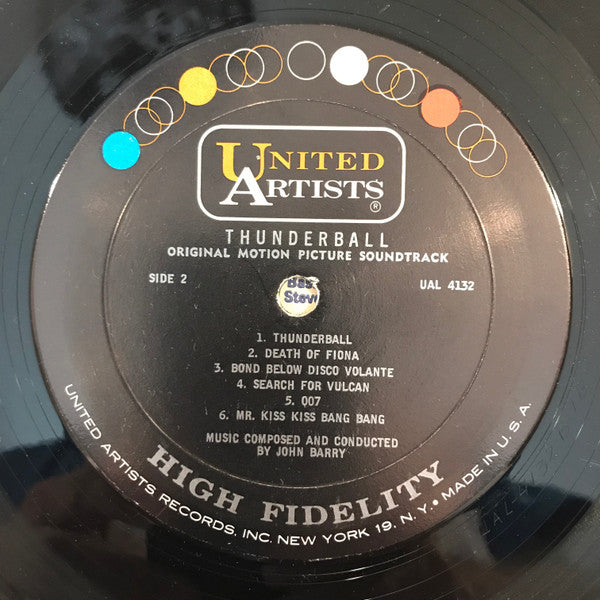 UNITED
ARTISTS
®
THUNDERBALL
ORIGINAL MOTION PICTURE SOUNDTRACK
SIDE 2
UAL 4132
1. THUNDERBALL
2. DEATH OF FIONA
3. BOND BELOW DISCO VOLANTE
4. SEARCH FOR VULCAN
5. 007
6. MR. KISS KISS BANG BANG
MUSIC COMPOSED AND CONDUCTED
BY JOHN BARRY
HIGH FIDELITY
UNITED ARTISTS RECORDS, INC. NEW YORK 19, N.Y. • MADE IN U.S.A.